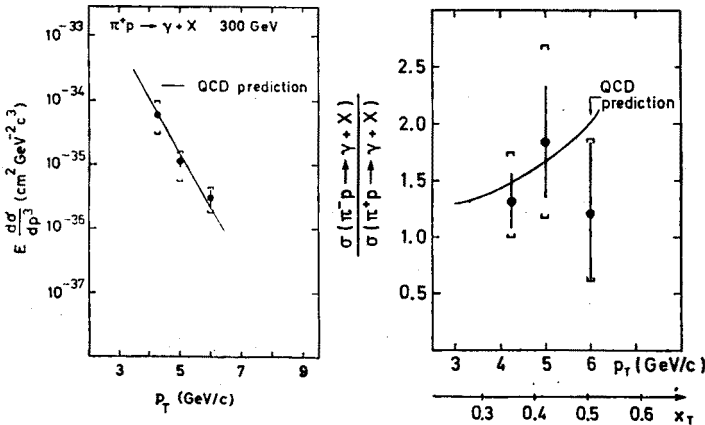 π⁺p → γ + X 300 GeV
— QCD prediction
10⁻³³
10⁻³⁴
10⁻³⁵
10⁻³⁶
10⁻³⁷
E dσ/dp³ (cm² GeV⁻² c³)
3 5 7 9
p_T (GeV/c)
σ(π⁻p → γ + X)
σ(π⁺p → γ + X)
2.5
2.0
1.5
1.0
0.5
QCD
prediction
3 4 5 6 p_T (GeV/c)
0.3 0.4 0.5 0.6 x_T